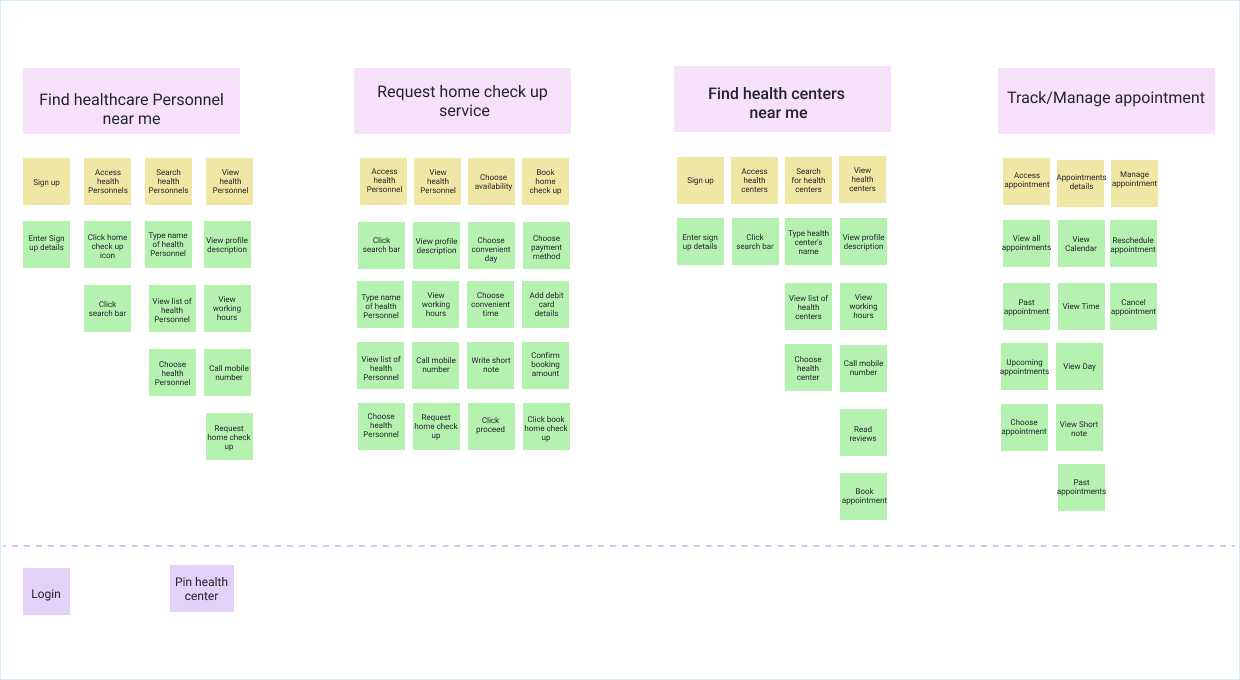 Find healthcare Personnel
near me
Sign up
Access
health
Personnels
Search
health
Personnels
View
health
Personnel
Enter Sign
up details
Click home
check up
icon
Type name
of health
Personnel
View profile
description
Click
search bar
View list of
health
Personnel
View
working
hours
Choose
health
Personnel
Call mobile
number
Request
home check
up
Request home check up
service
Access
health
Personnel
View
health
Personnel
Choose
availability
Book
home
check up
Click
search bar
View profile
description
Choose
convenient
day
Choose
payment
method
Type name
of health
Personnel
View
working
hours
Choose
convenient
time
Add debit
card
details
View list of
health
Personnel
Call mobile
number
Write short
note
Confirm
booking
amount
Choose
health
Personnel
Request
home check
up
Click
proceed
Click book
home check
up
Find health centers
near me
Sign up
Access
health
centers
Search
for health
centers
View
health
centers
Enter sign
up details
Click
search bar
Type health
center's
name
View profile
description
View list of
health
centers
View
working
hours
Choose
health
center
Call mobile
number
Read
reviews
Book
appointment
Track/Manage appointment
Access
appointment
Appointments
details
Manage
appointment
View all
appointments
View
Calendar
Reschedule
appointment
Past
appointment
View Time
Cancel
appointment
Upcoming
appointments
View Day
Choose
appointment
View Short
note
Past
appointments
Login
Pin health
center